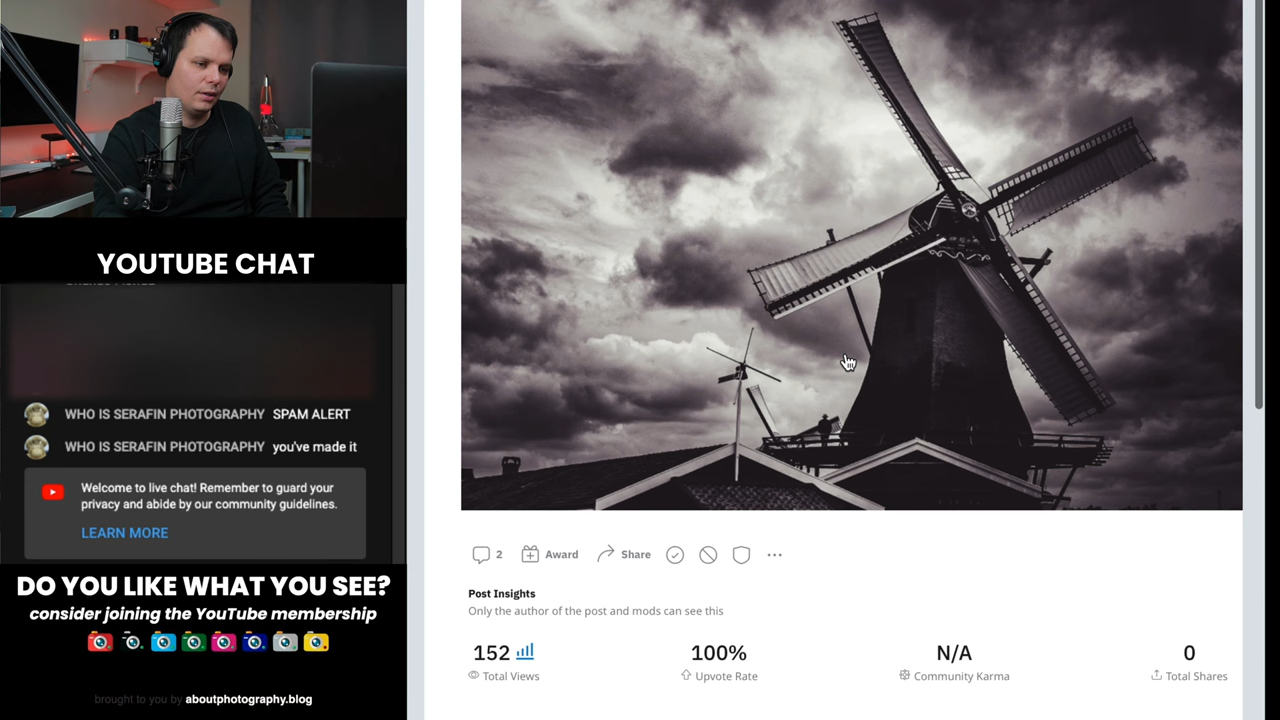 YOUTUBE CHAT
WHO IS SERAFIN PHOTOGRAPHY SPAM ALERT
WHO IS SERAFIN PHOTOGRAPHY you've made it
Welcome to live chat! Remember to guard your
privacy and abide by our community guidelines.
LEARN MORE
DO YOU LIKE WHAT YOU SEE?
consider joining the YouTube membership
brought to you by aboutphotography.blog
2 Award Share
Post Insights
Only the author of the post and mods can see this
152 100% N/A 0
Total Views Upvote Rate Community Karma Total Shares